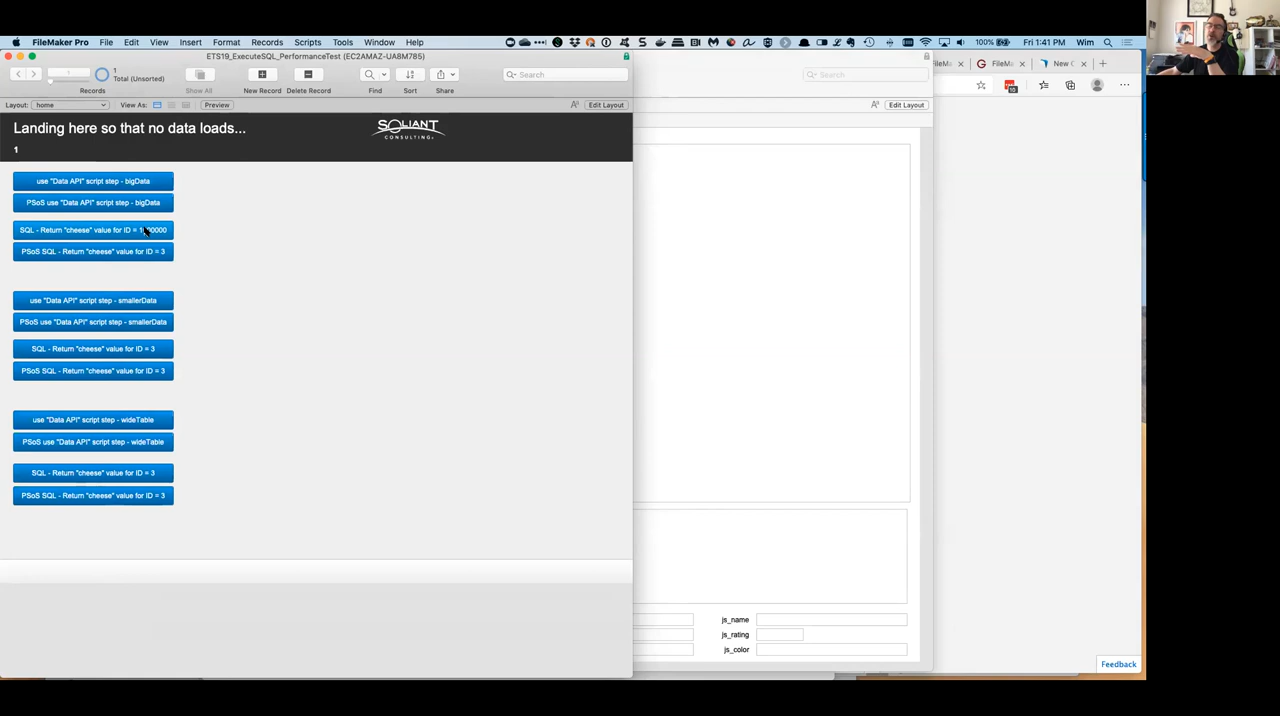 FileMaker Pro File Edit View Insert Format Records Scripts Tools Window Help
100% Fri 1:41 PM Wim
ETS19_ExecuteSQL_PerformanceTest (EC2AMAZ-UA8M785)
1
1
Total (Unsorted)
Records
Show All
New Record
Delete Record
Find
Sort
Share
Search
Search
FileM
New
Layout: home
View As:
Preview
Edit Layout
Edit Layout
Landing here so that no data loads...
SOLIANT
CONSULTING
1
use "Data API" script step - bigData
PSoS use "Data API" script step - bigData
SQL - Return "cheese" value for ID =
PSoS SQL - Return "cheese" value for ID = 3
use "Data API" script step - smallerData
PSoS use "Data API" script step - smallerData
SQL - Return "cheese" value for ID = 3
PSoS SQL - Return "cheese" value for ID = 3
use "Data API" script step - wideTable
PSoS use "Data API" script step - wideTable
SQL - Return "cheese" value for ID = 3
PSoS SQL - Return "cheese" value for ID = 3
js_name
js_rating
js_color
Feedback